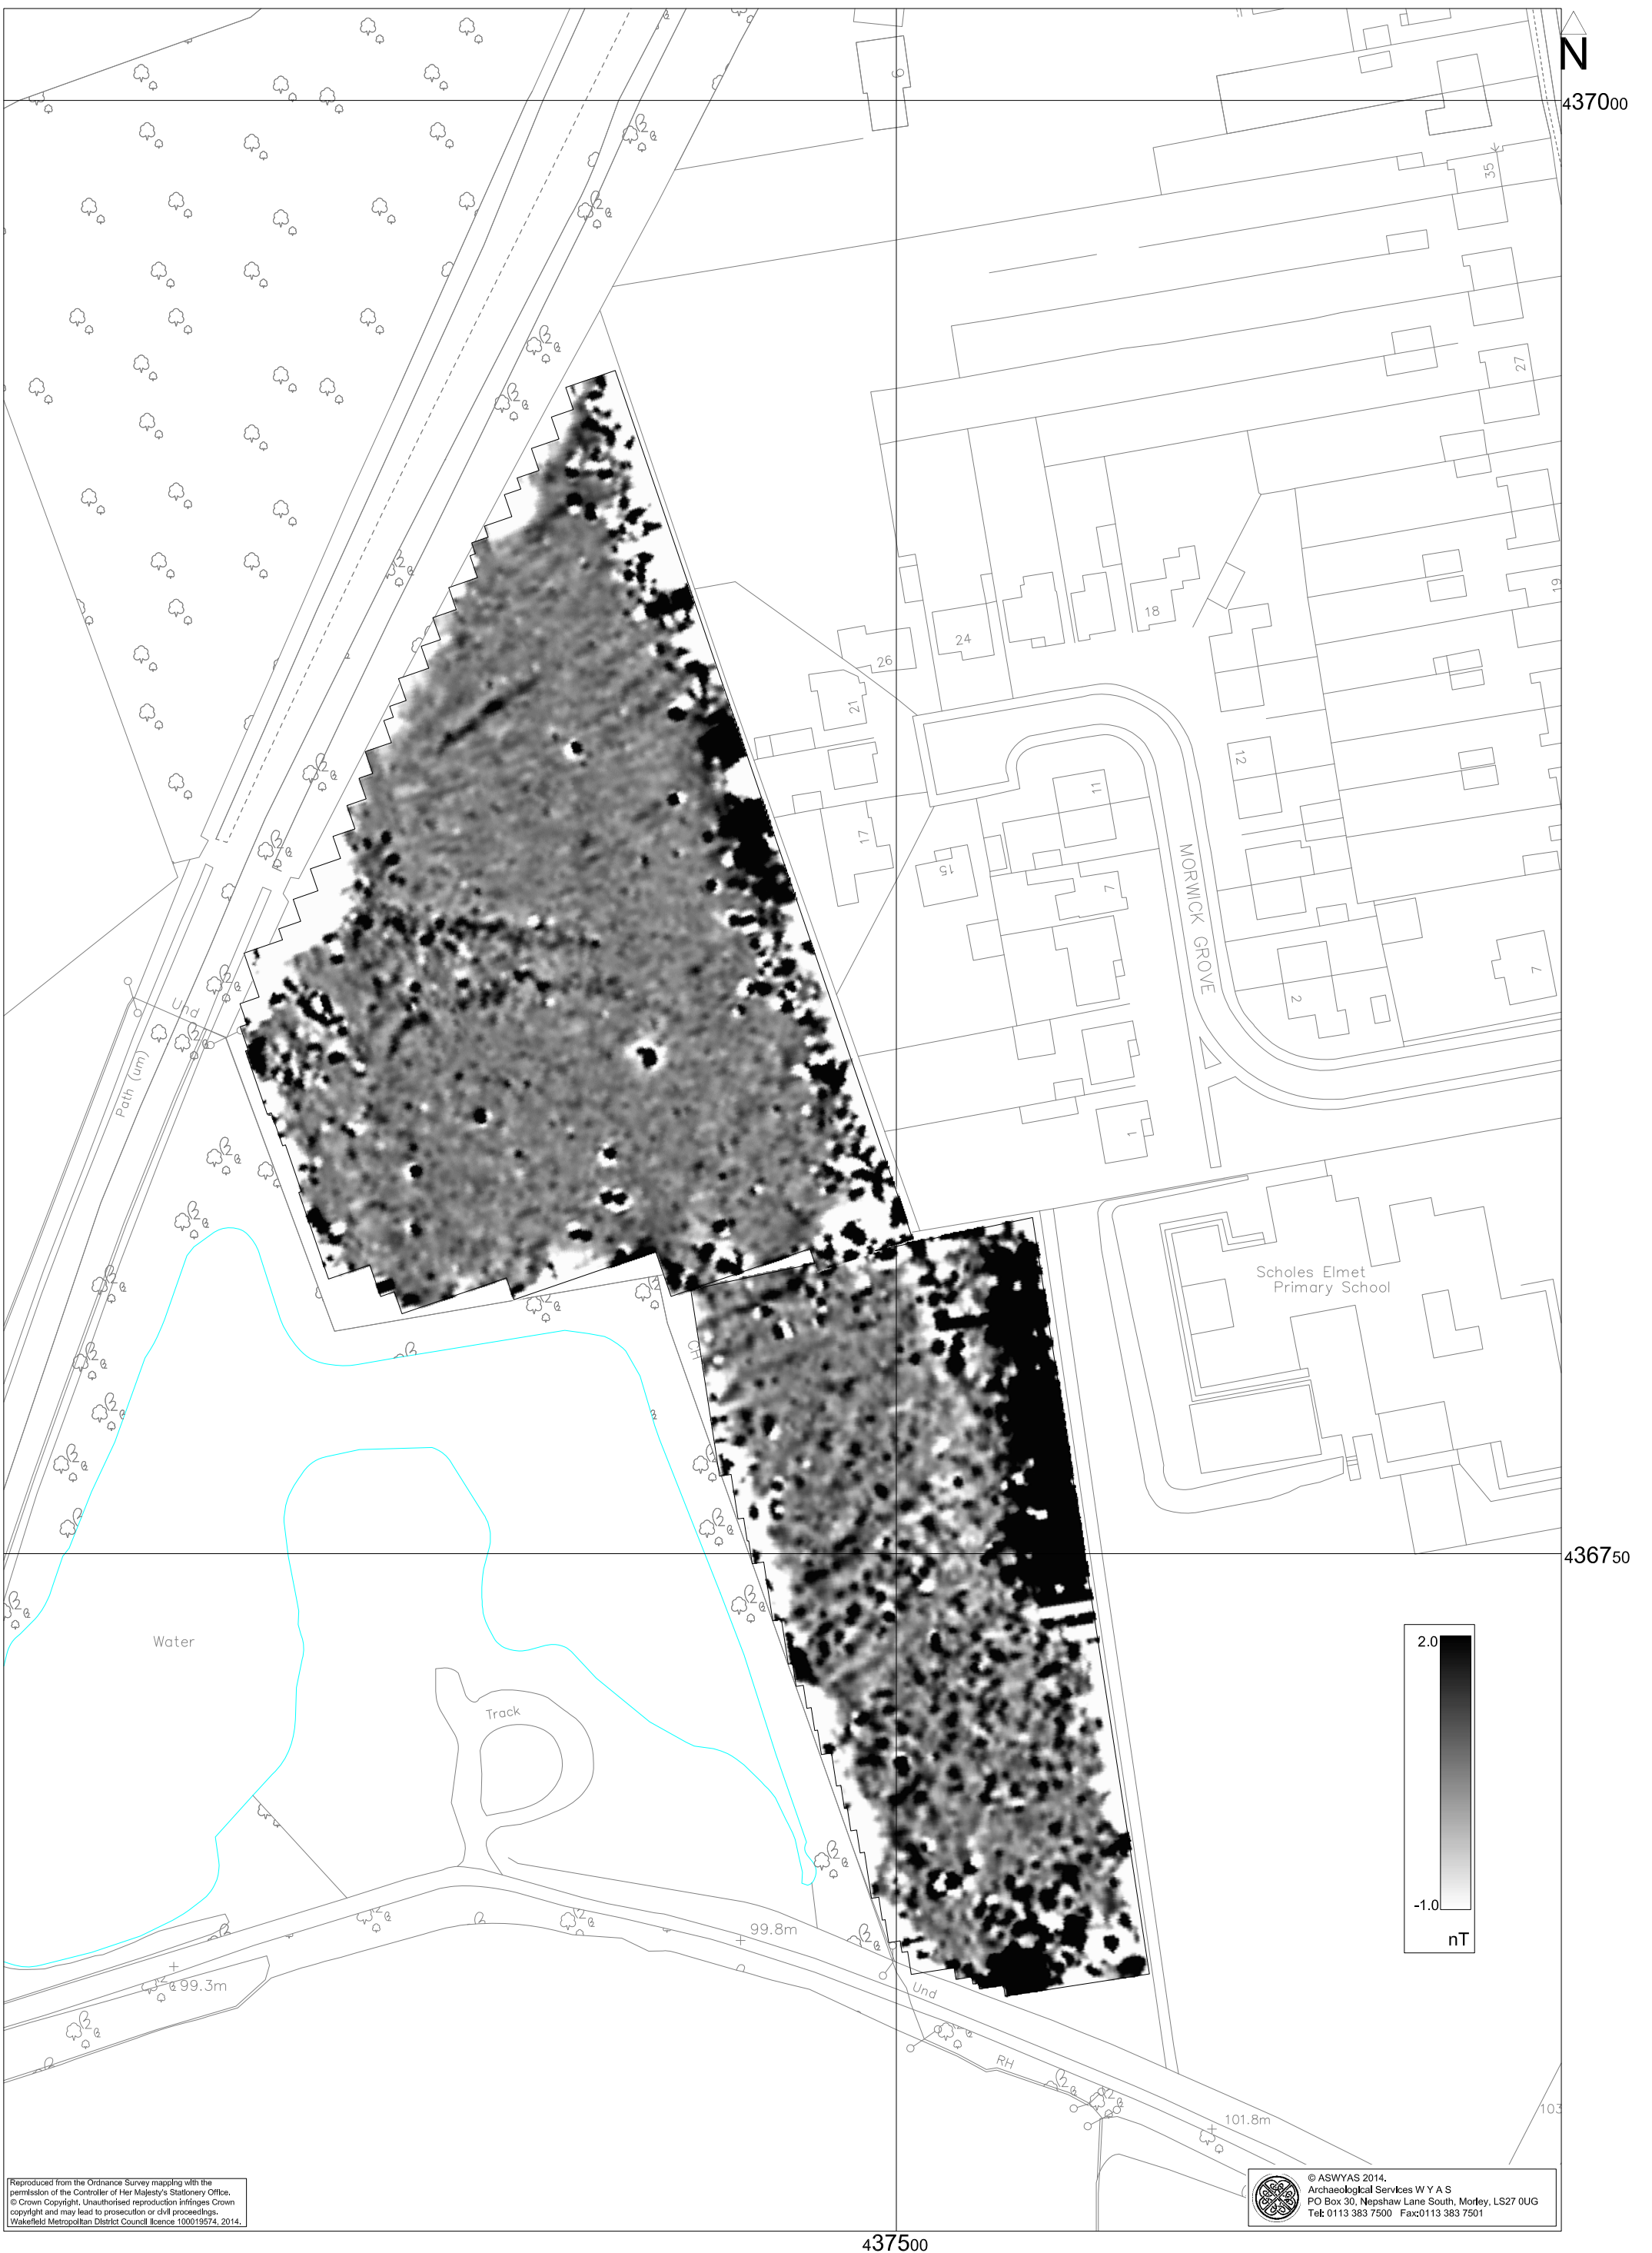 N
437000
6
35
27
19
18
24
26
21
17
15
11
12
7
MORWICK GROVE
2
7
1
Und
Path (um)
Scholes Elmet
Primary School
CH
436750
Water
Track
2.0
-1.0
nT
99.8m
99.3m
Und
RH
101.8m
103
Reproduced from the Ordnance Survey mapping with the
permission of the Controller of Her Majesty's Stationery Office.
© Crown Copyright. Unauthorised reproduction infringes Crown
copyright and may lead to prosecution or civil proceedings.
Wakefield Metropolitan District Council licence 100019574, 2014.
© ASWYAS 2014.
Archaeological Services W Y A S
PO Box 30, Nepshaw Lane South, Morley, LS27 0UG
Tel: 0113 383 7500 Fax:0113 383 7501
437500